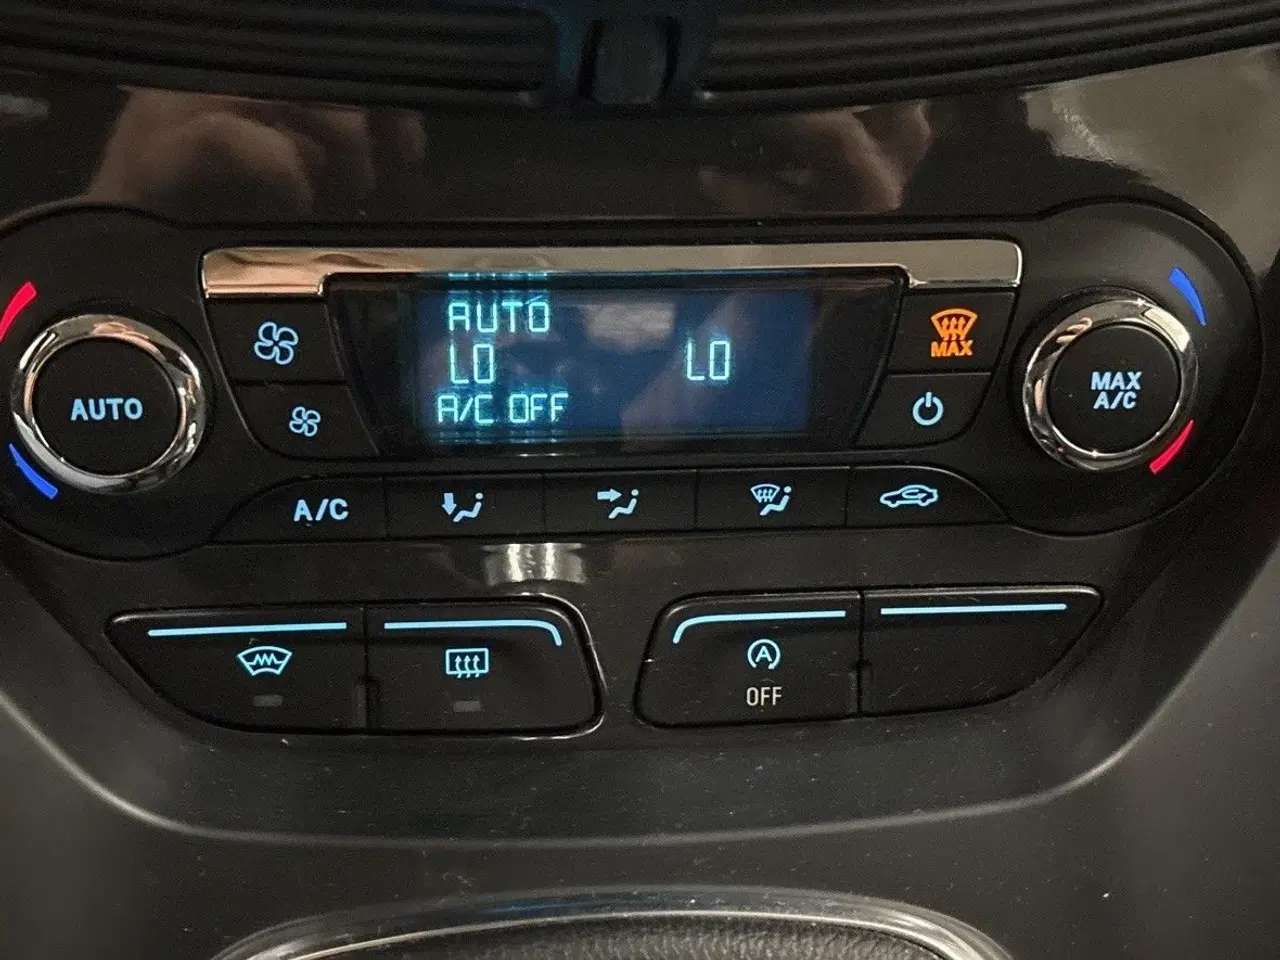 AUTO
LO LO
A/C OFF
MAX
AUTO
MAX
A/C
A/C
A
OFF